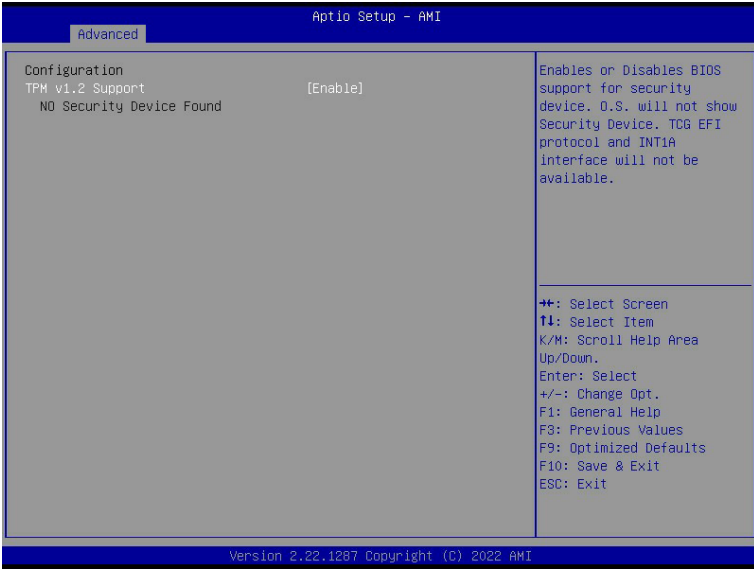 Aptio Setup – AMI
Advanced
Configuration
TPM v1.2 Support [Enable]
NO Security Device Found
Enables or Disables BIOS
support for security
device. O.S. will not show
Security Device. TCG EFI
protocol and INT1A
interface will not be
available.
→←: Select Screen
↑↓: Select Item
K/M: Scroll Help Area
Up/Down.
Enter: Select
+/-: Change Opt.
F1: General Help
F3: Previous Values
F9: Optimized Defaults
F10: Save & Exit
ESC: Exit
Version 2.22.1287 Copyright (C) 2022 AMI